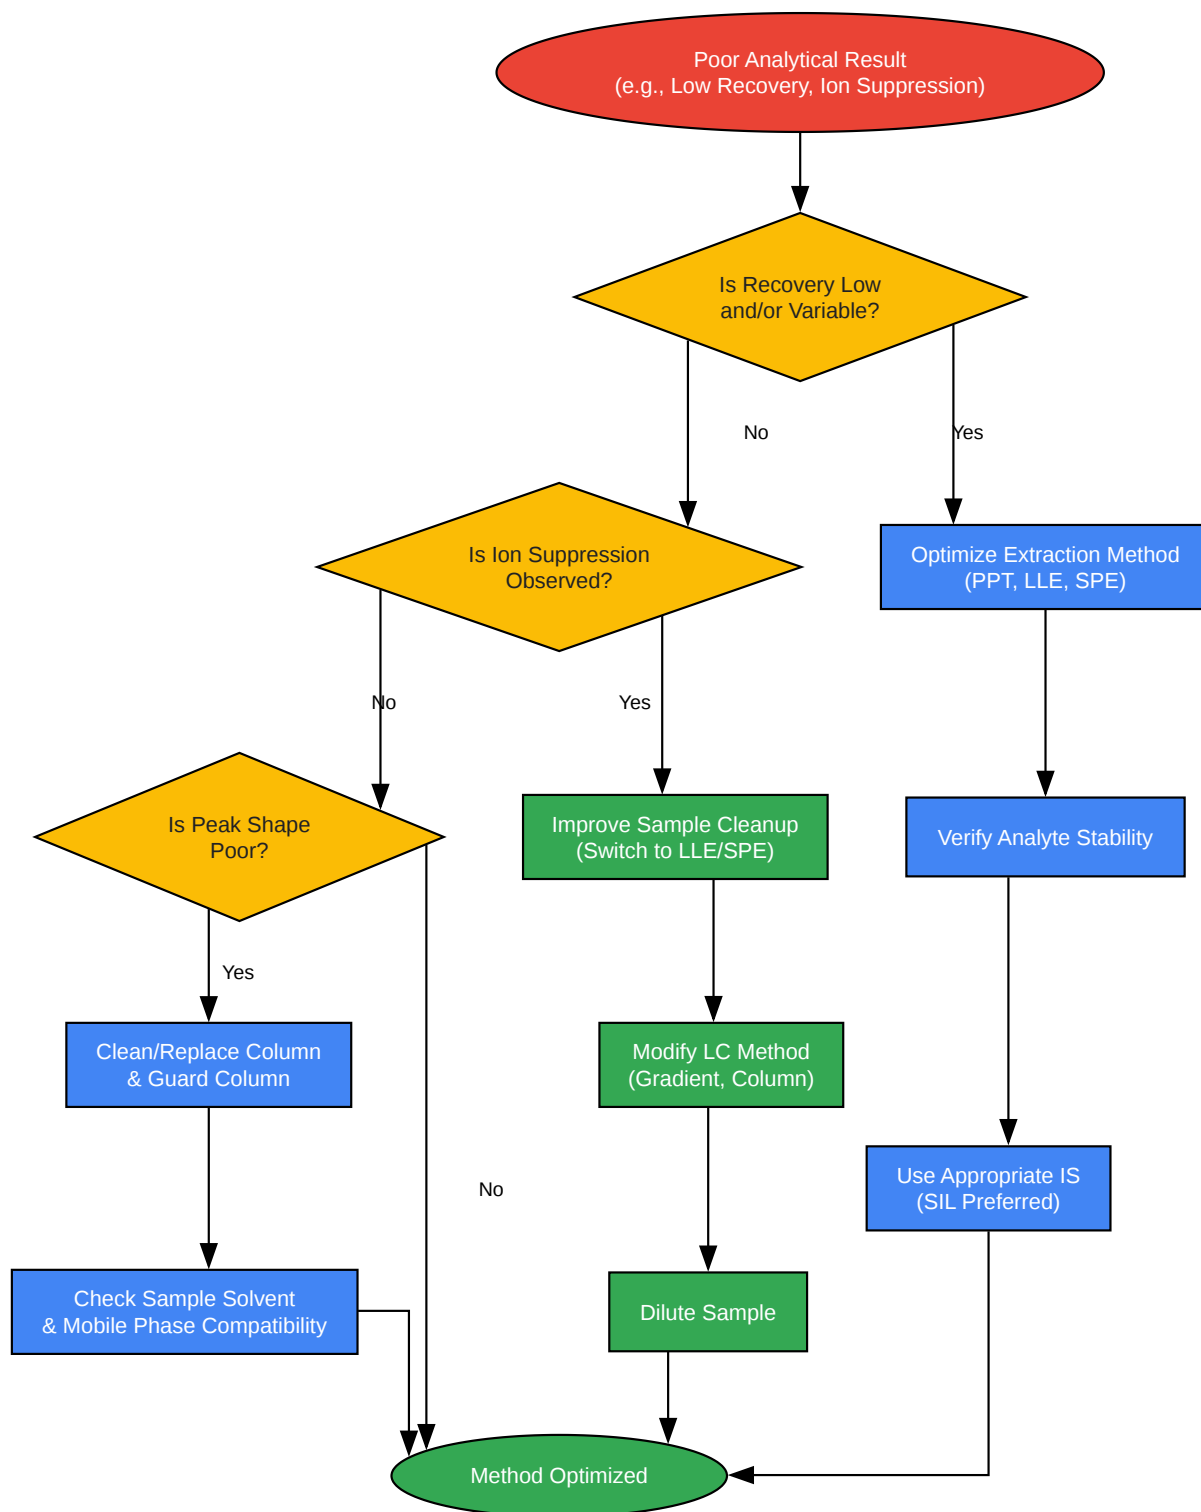 Poor Analytical Result
(e.g., Low Recovery, Ion Suppression)
Is Recovery Low
and/or Variable?
No
Yes
Is Ion Suppression
Observed?
Optimize Extraction Method
(PPT, LLE, SPE)
No
Yes
Is Peak Shape
Poor?
Improve Sample Cleanup
(Switch to LLE/SPE)
Verify Analyte Stability
Yes
Clean/Replace Column
& Guard Column
Modify LC Method
(Gradient, Column)
No
Use Appropriate IS
(SIL Preferred)
Check Sample Solvent
& Mobile Phase Compatibility
Dilute Sample
Method Optimized